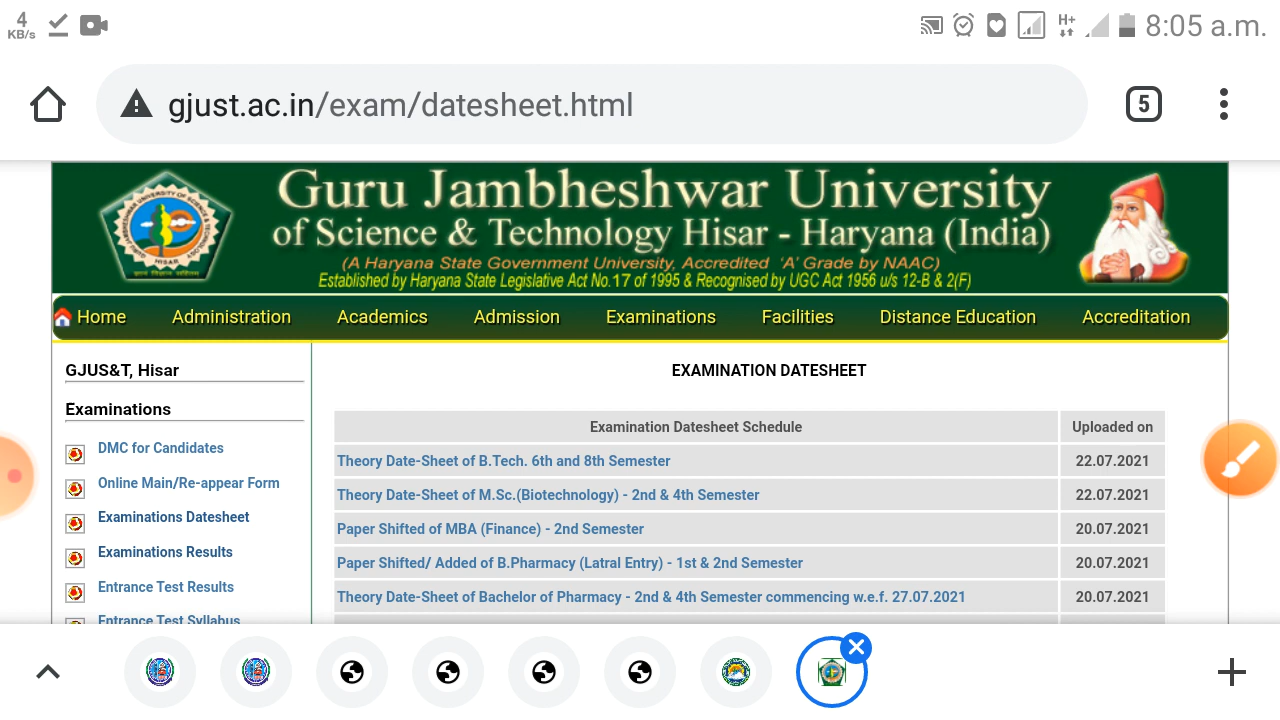 4
KB/s
H+
8:05 a.m.
gjust.ac.in/exam/datesheet.html
5
Guru Jambheshwar University
of Science & Technology Hisar - Haryana (India)
(A Haryana State Government University, Accredited 'A' Grade by NAAC)
Established by Haryana State Legislative Act No.17 of 1995 & Recognised by UGC Act 1956 u/s 12-B & 2(F)
Home Administration Academics Admission Examinations Facilities Distance Education Accreditation
GJUS&T, Hisar
Examinations
DMC for Candidates
Online Main/Re-appear Form
Examinations Datesheet
Examinations Results
Entrance Test Results
Entrance Test Syllabus
EXAMINATION DATESHEET
Examination Datesheet Schedule Uploaded on
Theory Date-Sheet of B.Tech. 6th and 8th Semester 22.07.2021
Theory Date-Sheet of M.Sc.(Biotechnology) - 2nd & 4th Semester 22.07.2021
Paper Shifted of MBA (Finance) - 2nd Semester 20.07.2021
Paper Shifted/ Added of B.Pharmacy (Latral Entry) - 1st & 2nd Semester 20.07.2021
Theory Date-Sheet of Bachelor of Pharmacy - 2nd & 4th Semester commencing w.e.f. 27.07.2021 20.07.2021